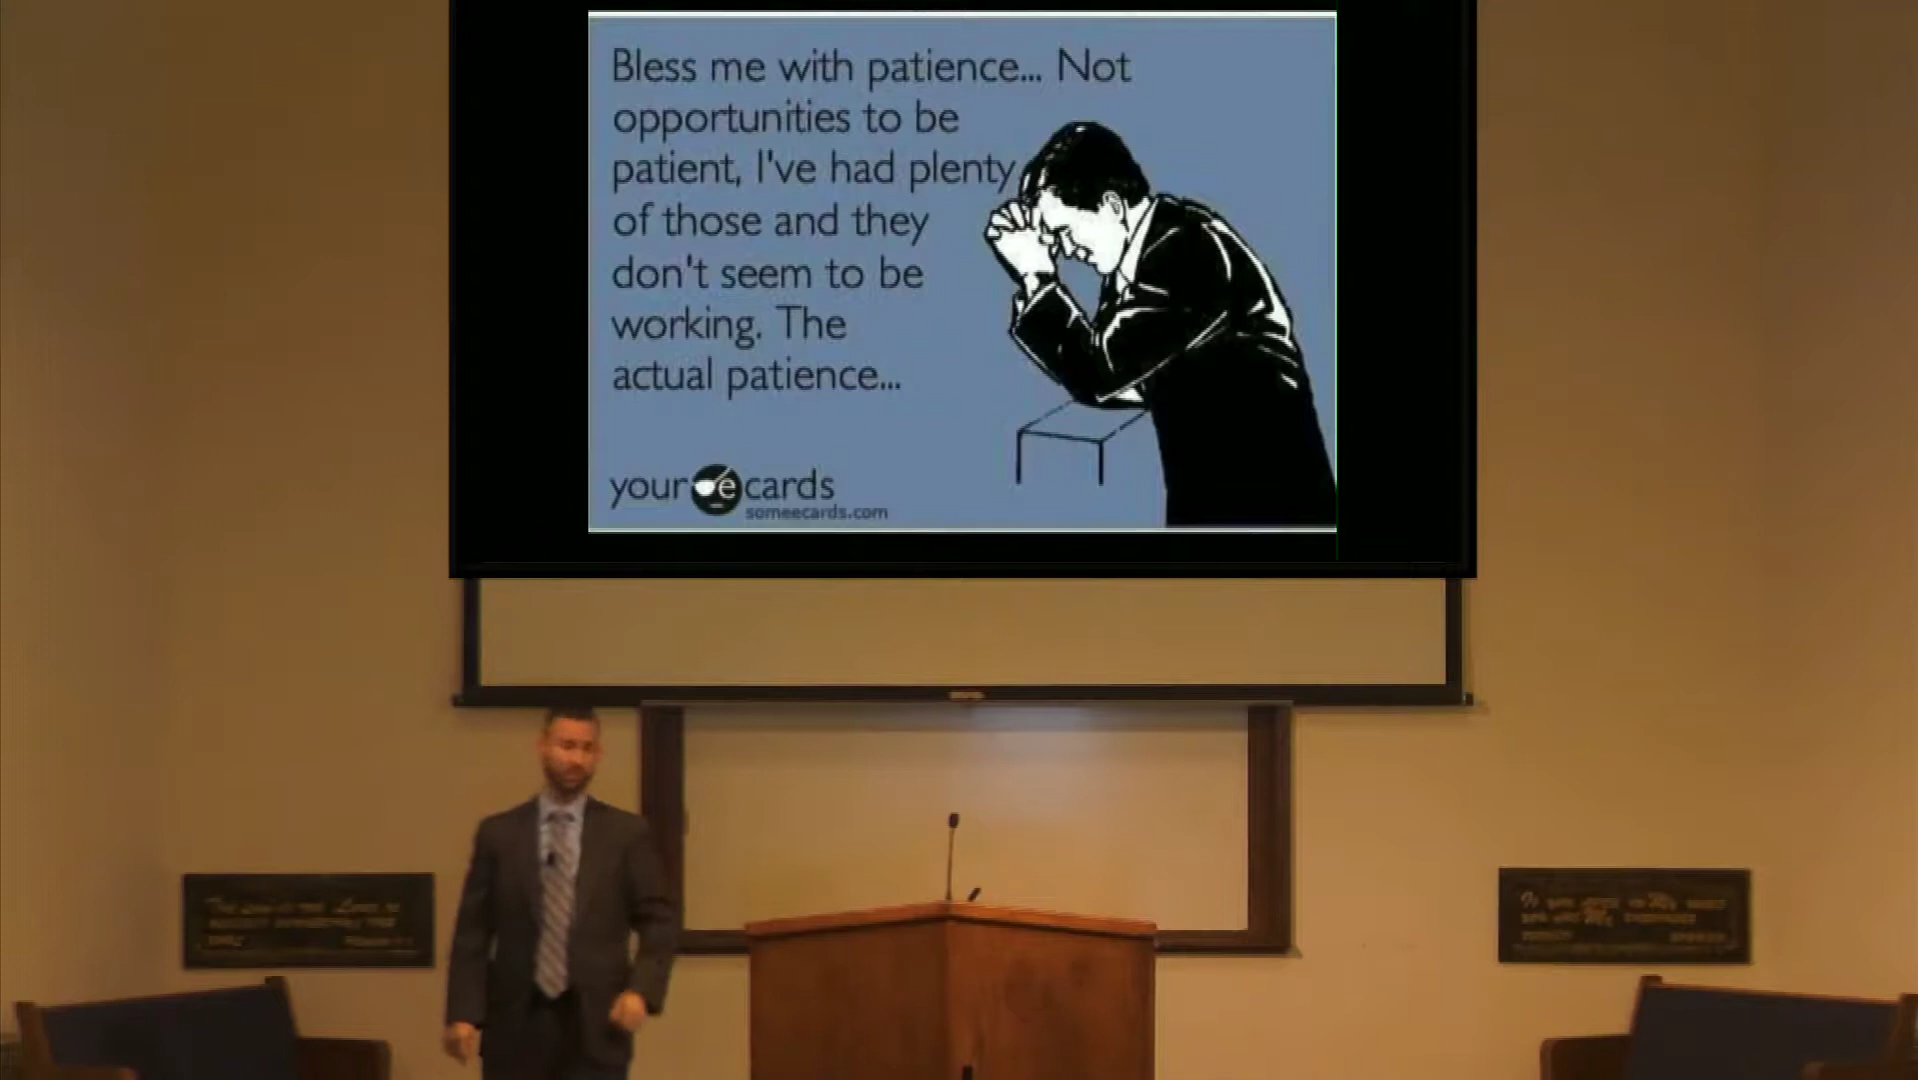 Bless me with patience... Not
opportunities to be
patient, I've had plenty
of those and they
don't seem to be
working. The
actual patience...
your e cards
someecards.com